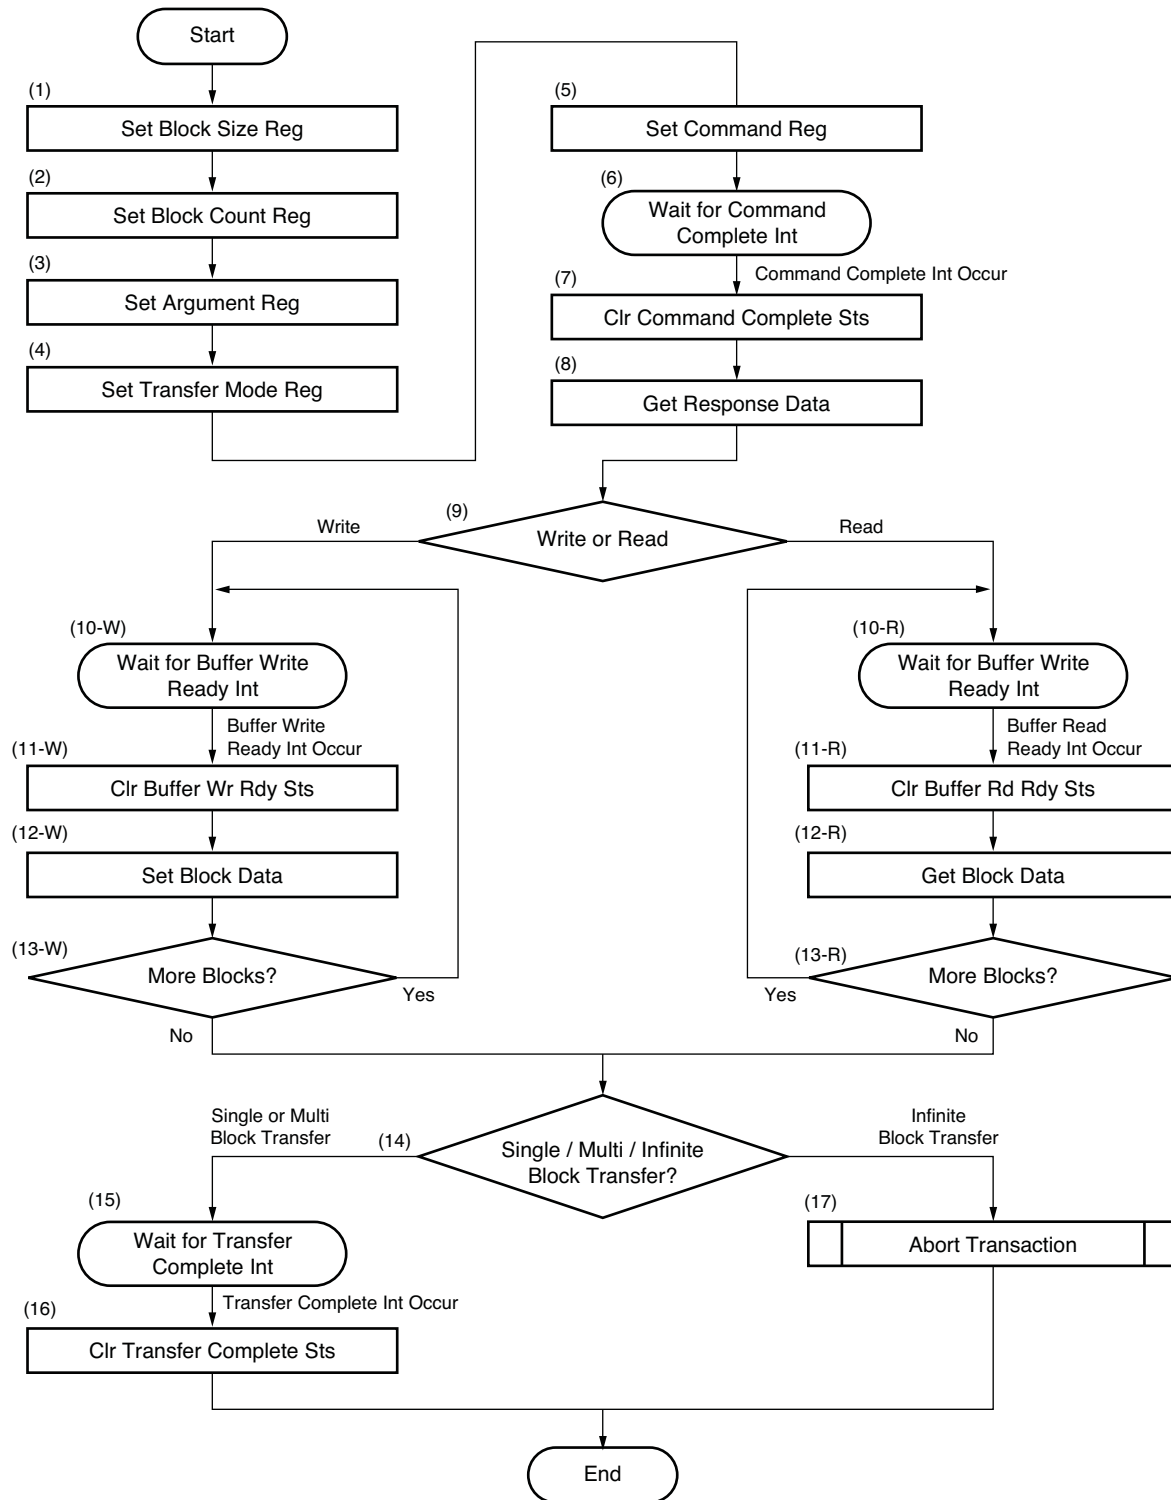 Start
(1)
Set Block Size Reg
(2)
Set Block Count Reg
(3)
Set Argument Reg
(4)
Set Transfer Mode Reg
(5)
Set Command Reg
(6)
Wait for Command
Complete Int
Command Complete Int Occur
(7)
Clr Command Complete Sts
(8)
Get Response Data
(9)
Write or Read
Write
Read
(10-W)
Wait for Buffer Write
Ready Int
Buffer Write
Ready Int Occur
(11-W)
Clr Buffer Wr Rdy Sts
(12-W)
Set Block Data
(13-W)
More Blocks?
Yes
No
(10-R)
Wait for Buffer Write
Ready Int
Buffer Read
Ready Int Occur
(11-R)
Clr Buffer Rd Rdy Sts
(12-R)
Get Block Data
(13-R)
More Blocks?
Yes
No
(14)
Single / Multi / Infinite
Block Transfer?
Single or Multi
Block Transfer
Infinite
Block Transfer
(15)
Wait for Transfer
Complete Int
Transfer Complete Int Occur
(16)
Clr Transfer Complete Sts
(17)
Abort Transaction
End